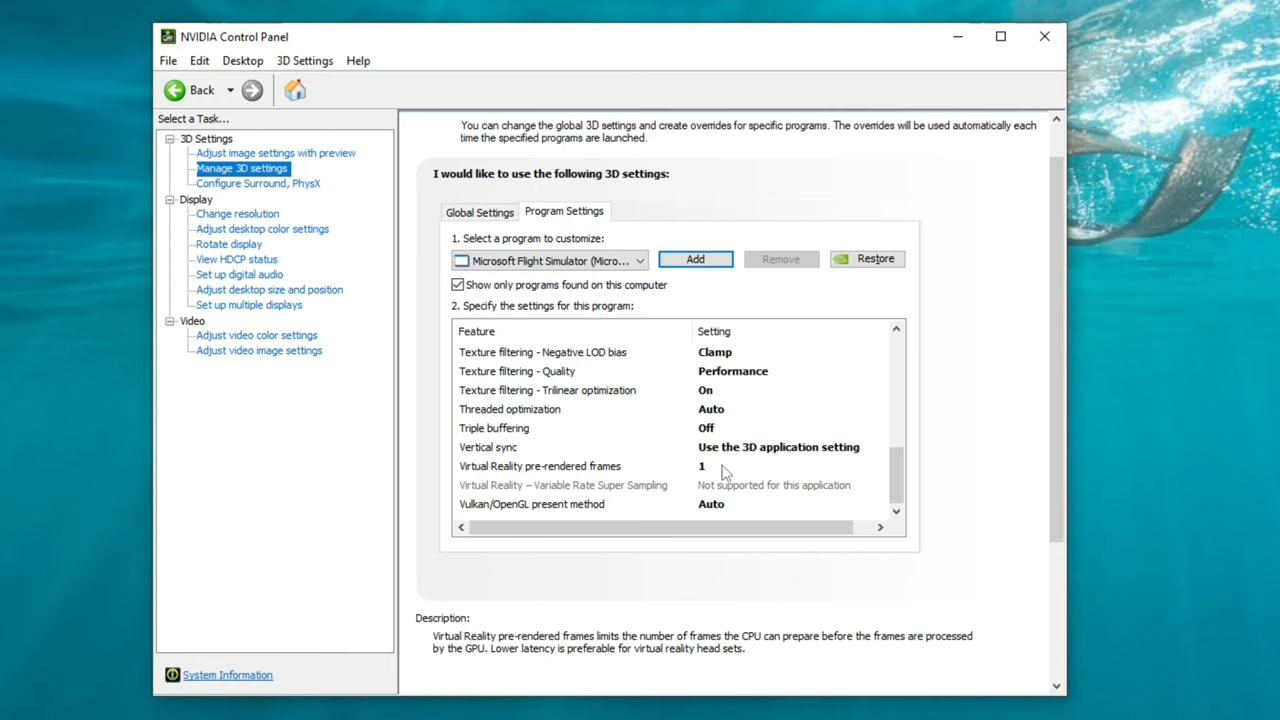 NVIDIA Control Panel
File Edit Desktop 3D Settings Help
Back
Select a Task...
3D Settings
Adjust image settings with preview
Manage 3D settings
Configure Surround, PhysX
Display
Change resolution
Adjust desktop color settings
Rotate display
View HDCP status
Set up digital audio
Adjust desktop size and position
Set up multiple displays
Video
Adjust video color settings
Adjust video image settings
System Information
You can change the global 3D settings and create overrides for specific programs. The overrides will be used automatically each
time the specified programs are launched.
I would like to use the following 3D settings:
Global Settings Program Settings
1. Select a program to customize:
Microsoft Flight Simulator (Micro... Add Remove Restore
Show only programs found on this computer
2. Specify the settings for this program:
Feature Setting
Texture filtering - Negative LOD bias Clamp
Texture filtering - Quality Performance
Texture filtering - Trilinear optimization On
Threaded optimization Auto
Triple buffering Off
Vertical sync Use the 3D application setting
Virtual Reality pre-rendered frames 1
Virtual Reality – Variable Rate Super Sampling Not supported for this application
Vulkan/OpenGL present method Auto
Description:
Virtual Reality pre-rendered frames limits the number of frames the CPU can prepare before the frames are processed
by the GPU. Lower latency is preferable for virtual reality head sets.